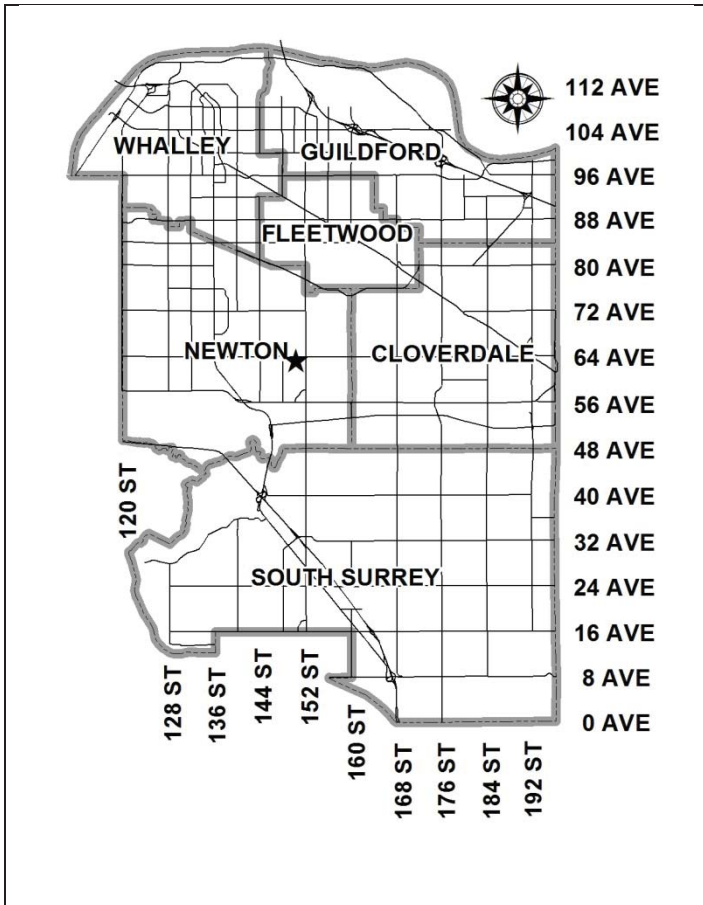 112 AVE
104 AVE
WHALLEY
GUILDFORD
96 AVE
88 AVE
FLEETWOOD
80 AVE
72 AVE
NEWTON
CLOVERDALE
64 AVE
56 AVE
48 AVE
120 ST
40 AVE
32 AVE
SOUTH SURREY
24 AVE
16 AVE
8 AVE
0 AVE
128 ST
136 ST
144 ST
152 ST
160 ST
168 ST
176 ST
184 ST
192 ST